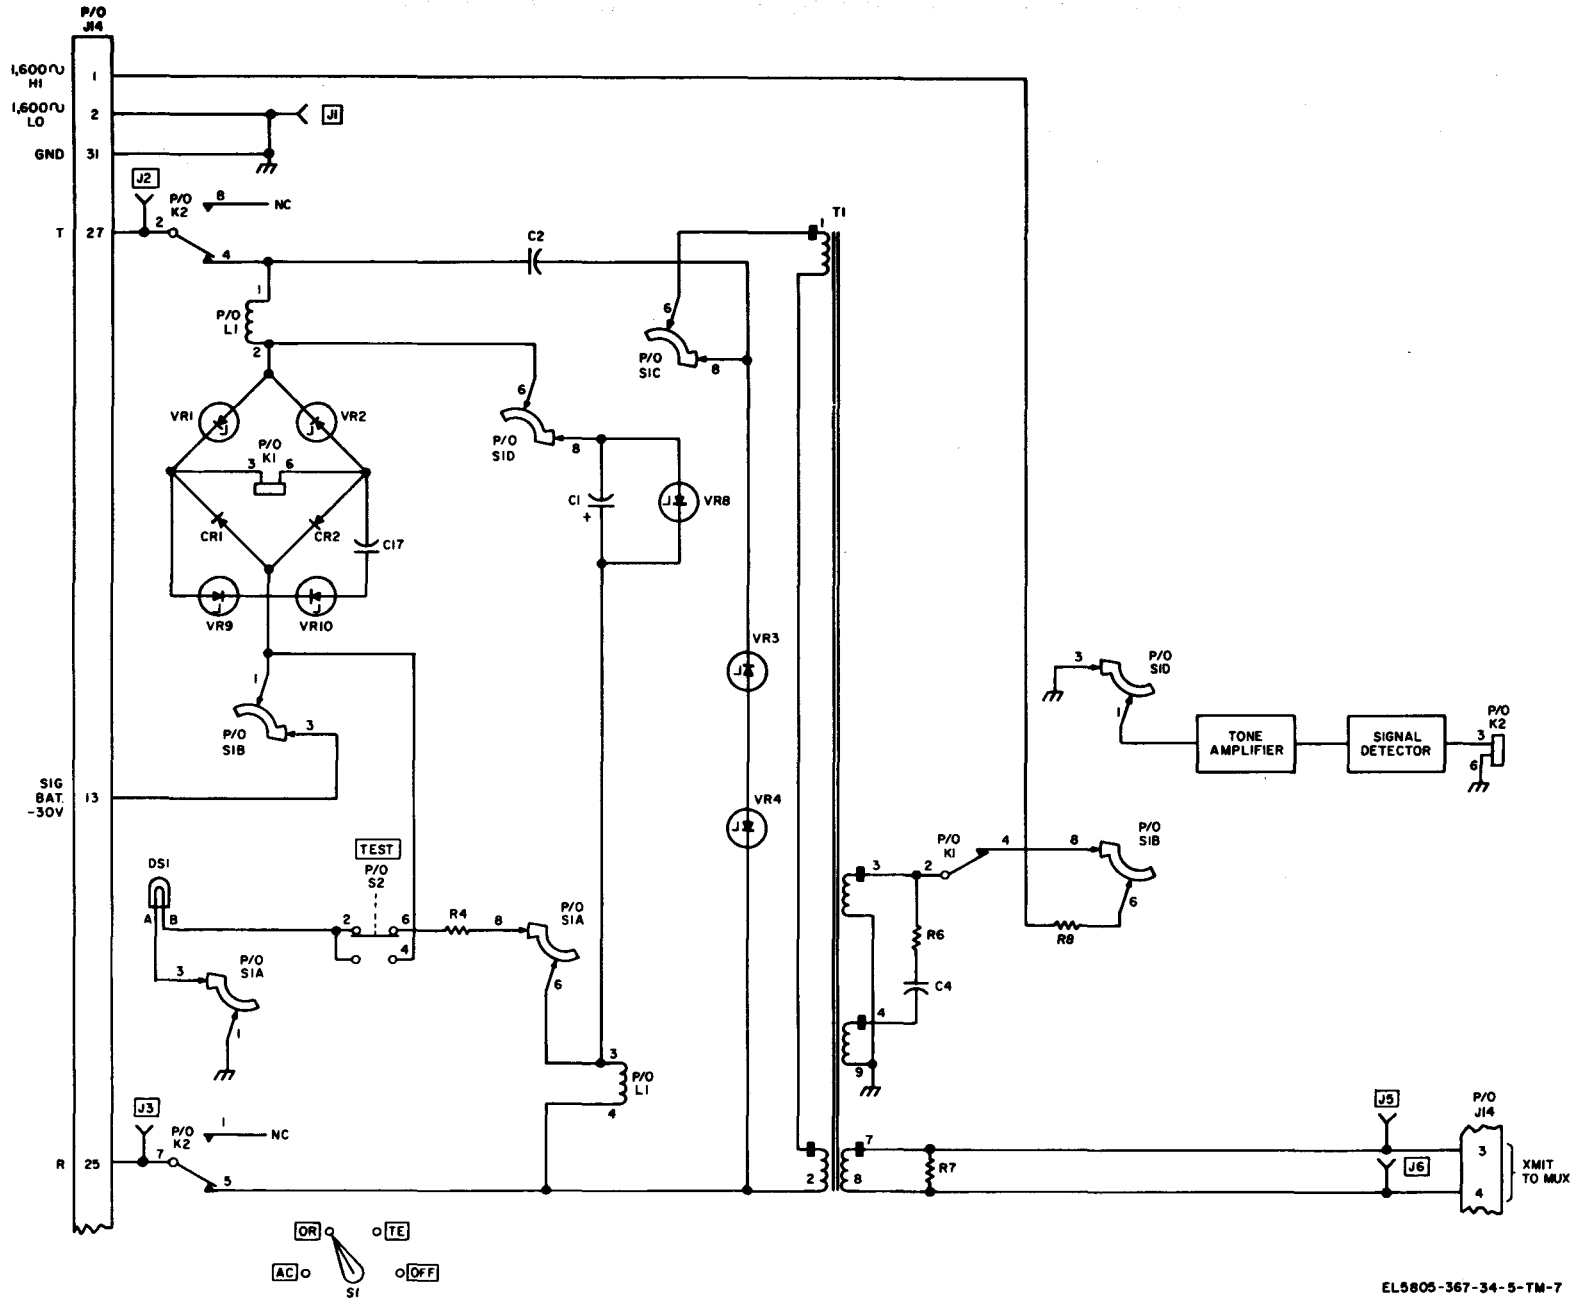 P/O
J14
1,600∿
HI
1
1,600∿
LO
2
J1
GND
31
J2
P/O
K2
8
NC
T
27
2
4
C2
T1
1
1
P/O
L1
2
6
P/O
S1C
8
VR1
VR2
P/O
K1
3
6
6
P/O
S1D
8
C1
+
VR8
CR1
CR2
C17
VR9
VR10
1
P/O
S1B
3
VR3
3
P/O
S1D
1
TONE
AMPLIFIER
SIGNAL
DETECTOR
P/O
K2
3
6
SIG
BAT.
-30V
13
VR4
P/O
K1
4
8
P/O
S1B
6
DS1
A
B
TEST
P/O
S2
2
6
4
R4
8
P/O
S1A
6
3
2
R6
R8
C4
4
9
3
P/O
S1A
1
3
P/O
L1
4
J3
P/O
K2
1
NC
R
25
7
5
2
7
8
R7
J5
J6
P/O
J14
3
4
XMIT
TO MUX
OR
TE
AC
OFF
S1
EL5805-367-34-5-TM-7